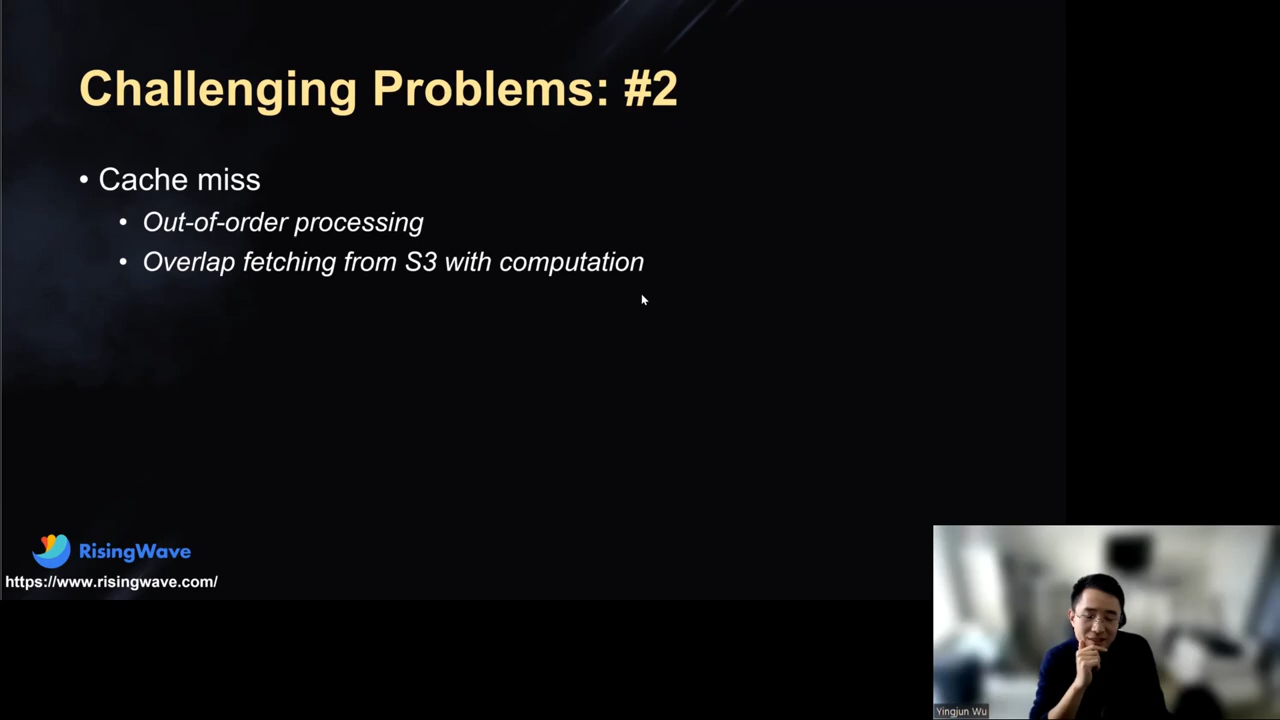 Challenging Problems: #2
• Cache miss
• Out-of-order processing
• Overlap fetching from S3 with computation
RisingWave
https://www.risingwave.com/
Yingjun Wu